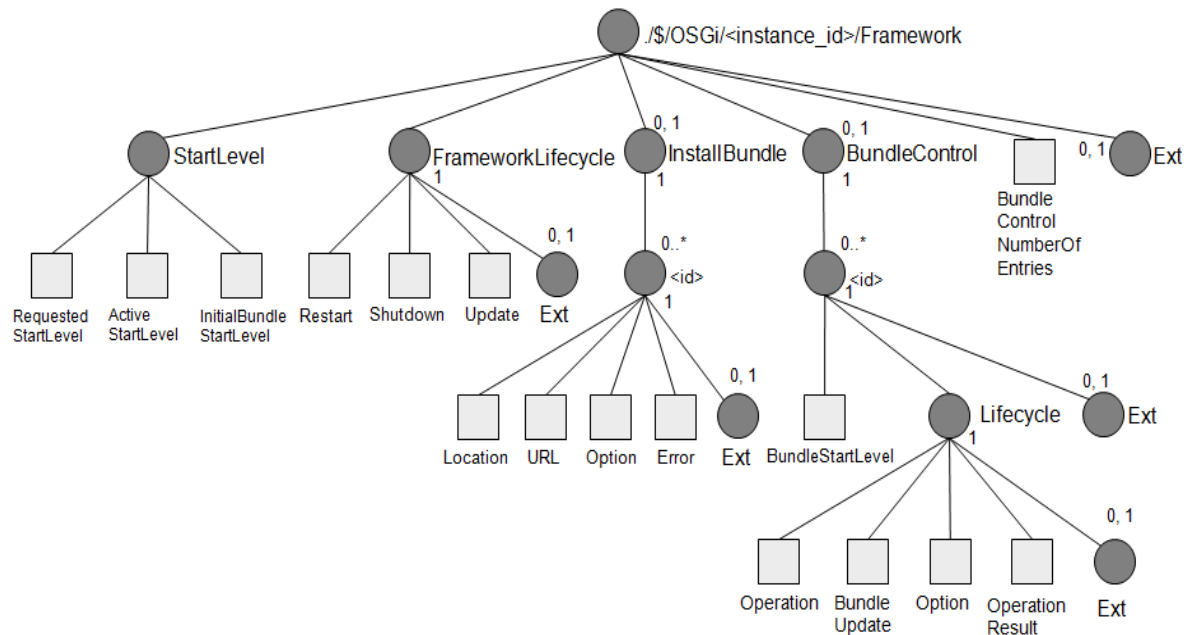 ./$/OSGi/<instance_id>/Framework
StartLevel
FrameworkLifecycle
1
0, 1
InstallBundle
1
0, 1
BundleControl
1
0, 1
Ext
Bundle
Control
NumberOf
Entries
Requested
StartLevel
Active
StartLevel
InitialBundle
StartLevel
Restart
Shutdown
Update
0, 1
Ext
0..*
<id>
1
0..*
<id>
1
Location
URL
Option
Error
0, 1
Ext
BundleStartLevel
Lifecycle
1
0, 1
Ext
Operation
Bundle
Update
Option
Operation
Result
0, 1
Ext